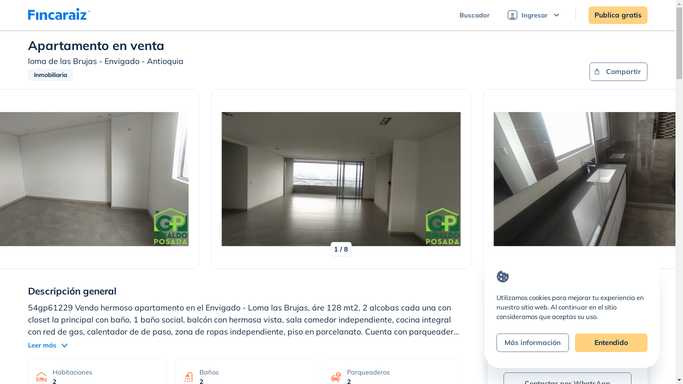 Fincaraiz
Buscador
Ingresar
Publica gratis
Apartamento en venta
loma de las Brujas - Envigado - Antioquia
Inmobiliaria
Compartir
GP
ALDO
POSADA
GP
ALDO
POSADA
1 / 8
Descripción general
54gp61229 Vendo hermoso apartamento en el Envigado - Loma las Brujas, áre 128 mt2, 2 alcobas cada una con
closet la principal con baño, 1 baño social, balcón con hermosa vista, sala comedor independiente, cocina integral
con red de gas, calentador de de paso, zona de ropas independiente, piso en porcelanato. Cuenta con parqueader...
Leer más
Habitaciones
2
Baños
2
Parqueaderos
2
Utilizamos cookies para mejorar tu experiencia en
nuestro sitio web. Al continuar en el sitio
consideramos que aceptas su uso.
Más información
Entendido
Contactar por WhatsApp